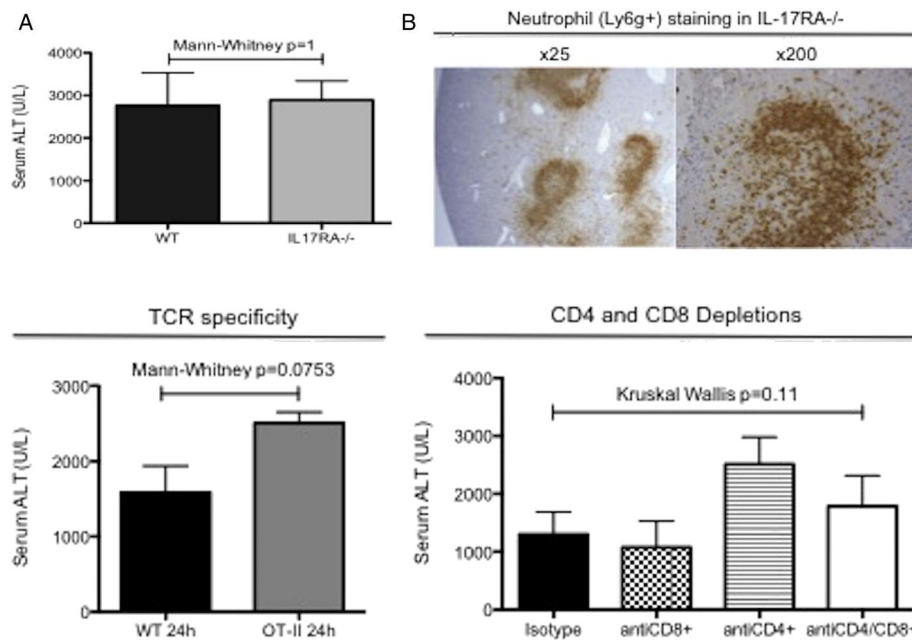 A
Mann-Whitney p=1
Serum ALT (U/L)
4000
3000
2000
1000
0
WT
IL17RA-/-
B
Neutrophil (Ly6g+) staining in IL-17RA-/-
x25
x200
TCR specificity
Mann-Whitney p=0.0753
Serum ALT (U/L)
3000
2000
1000
0
WT 24h
OT-II 24h
CD4 and CD8 Depletions
Kruskal Wallis p=0.11
Serum ALT (U/L)
4000
3000
2000
1000
0
Isotype
antiCD8+
antiCD4+
antiCD4/CD8+